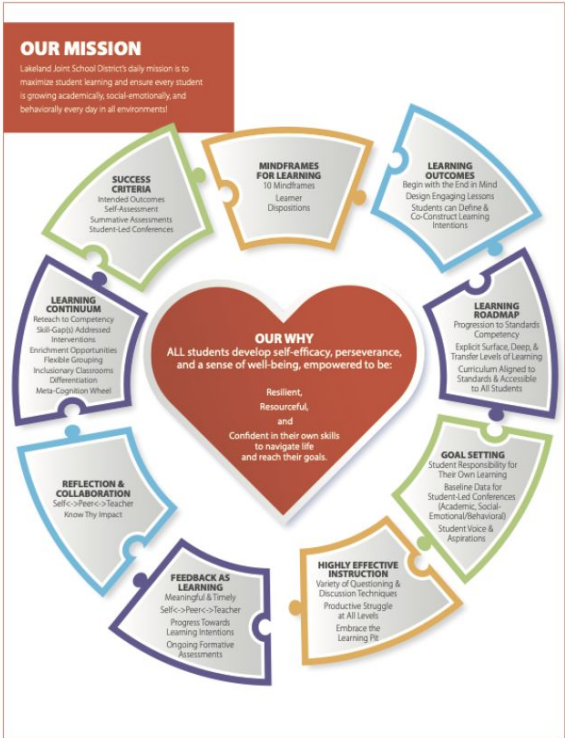 OUR MISSION
Lakeland Joint School District's daily mission is to
maximize student learning and ensure every student
is growing academically, social-emotionally, and
behaviorally every day in all environments!
MINDFRAMES
FOR LEARNING
10 Mindframes
Learner
Dispositions
LEARNING
OUTCOMES
Begin with the End in Mind
Design Engaging Lessons
Students can Define &
Co-Construct Learning
Intentions
LEARNING
ROADMAP
Progression to Standards
Competency
Explicit Surface, Deep, &
Transfer Levels of Learning
Curriculum Aligned to
Standards & Accessible
to All Students
GOAL SETTING
Student Responsibility for
Their Own Learning
Baseline Data for
Student-Led Conferences
(Academic, Social-
Emotional/Behavioral)
Student Voice &
Aspirations
HIGHLY EFFECTIVE
INSTRUCTION
Variety of Questioning &
Discussion Techniques
Productive Struggle
at All Levels
Embrace the
Learning Pit
FEEDBACK AS
LEARNING
Meaningful & Timely
Self<->Peer<->Teacher
Progress Towards
Learning Intentions
Ongoing Formative
Assessments
REFLECTION &
COLLABORATION
Self<->Peer<->Teacher
Know Thy Impact
LEARNING
CONTINUUM
Reteach to Competency
Skill-Gap(s) Addressed
Interventions
Enrichment Opportunities
Flexible Grouping
Inclusionary Classrooms
Differentiation
Meta-Cognition Wheel
SUCCESS
CRITERIA
Intended Outcomes
Self-Assessment
Summative Assessments
Student-Led Conferences
OUR WHY
ALL students develop self-efficacy, perseverance,
and a sense of well-being, empowered to be:
Resilient,
Resourceful,
and
Confident in their own skills
to navigate life
and reach their goals.